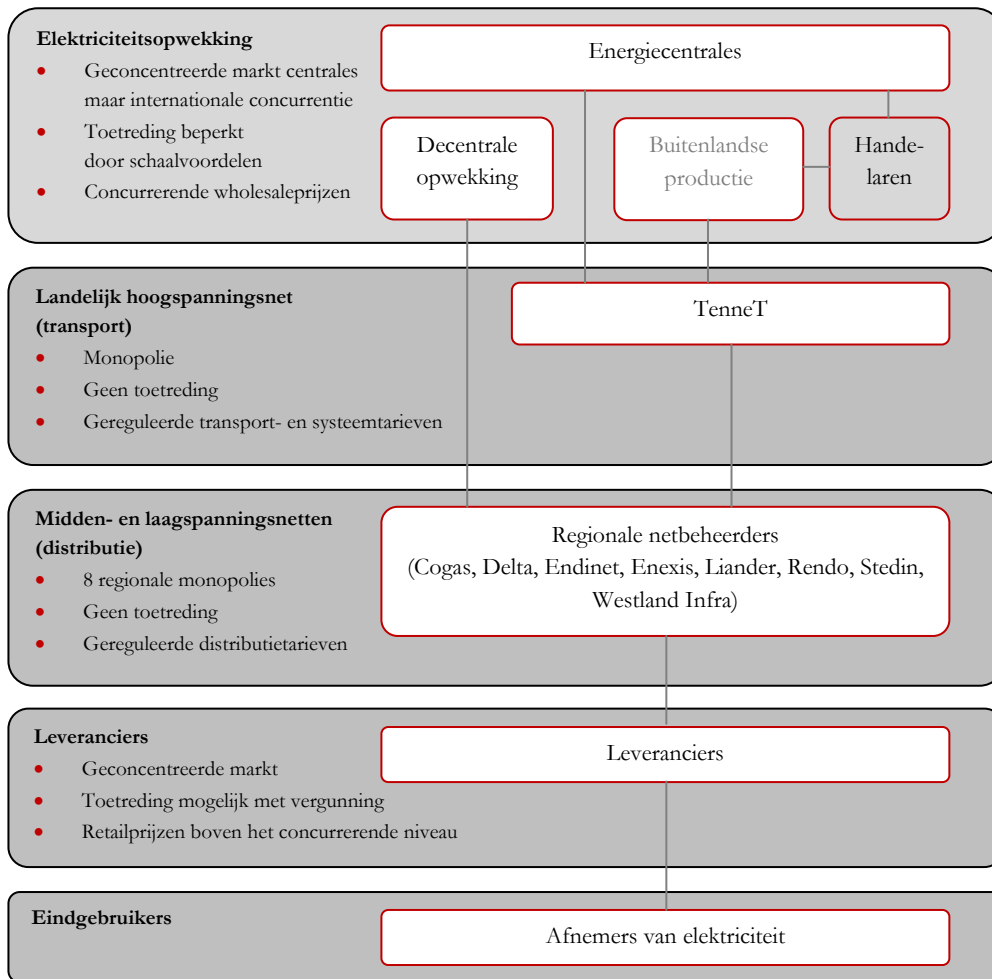 Elektriciteitsopwekking
• Geconcentreerde markt centrales
maar internationale concurrentie
• Toetreding beperkt
door schaalvoordelen
• Concurrerende wholesaleprijzen
Energiecentrales
Decentrale
opwekking
Buitenlandse
productie
Hande-
laren
Landelijk hoogspanningsnet
(transport)
• Monopolie
• Geen toetreding
• Gereguleerde transport- en systeemtarieven
TenneT
Midden- en laagspanningsnetten
(distributie)
• 8 regionale monopolies
• Geen toetreding
• Gereguleerde distributietarieven
Regionale netbeheerders
(Cogas, Delta, Endinet, Enexis, Liander, Rendo, Stedin,
Westland Infra)
Leveranciers
• Geconcentreerde markt
• Toetreding mogelijk met vergunning
• Retailprijzen boven het concurrerende niveau
Leveranciers
Eindgebruikers
Afnemers van elektriciteit